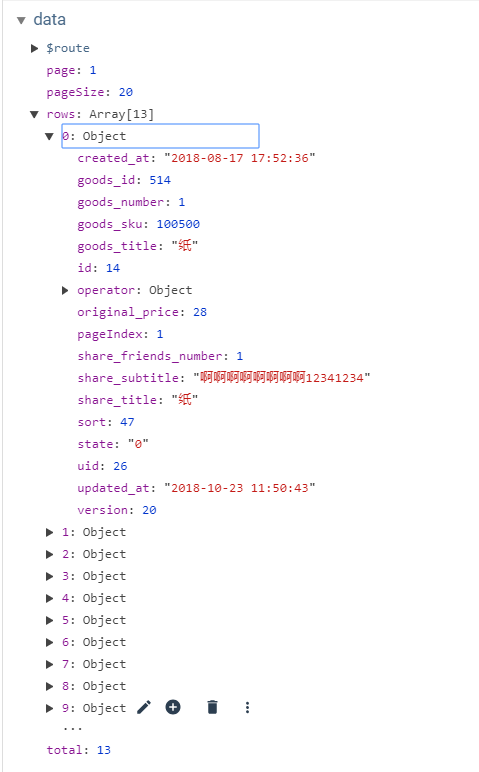 data
$route
page: 1
pageSize: 20
rows: Array[13]
0: Object
created_at: "2018-08-17 17:52:36"
goods_id: 514
goods_number: 1
goods_sku: 100500
goods_title: "纸"
id: 14
operator: Object
original_price: 28
pageIndex: 1
share_friends_number: 1
share_subtitle: "啊啊啊啊啊啊啊啊12341234"
share_title: "纸"
sort: 47
state: "0"
uid: 26
updated_at: "2018-10-23 11:50:43"
version: 20
1: Object
2: Object
3: Object
4: Object
5: Object
6: Object
7: Object
8: Object
9: Object
...
total: 13